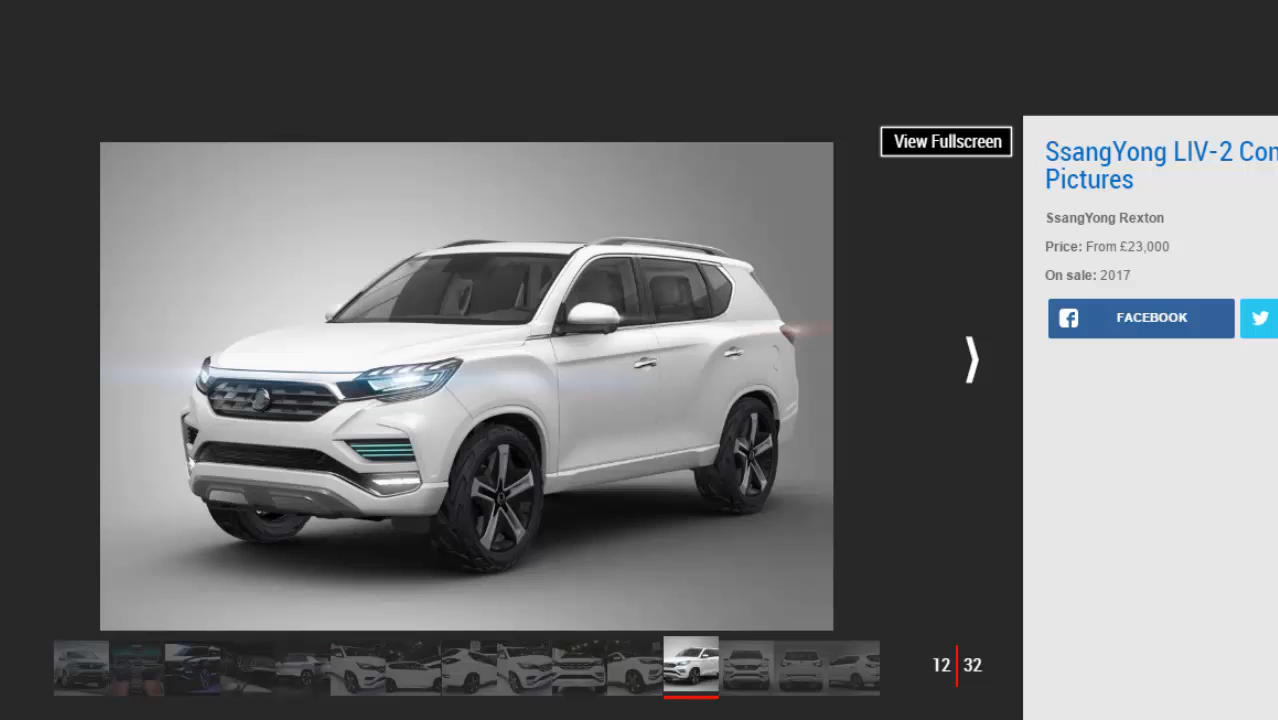 View Fullscreen
SsangYong LIV-2 Con
Pictures
SsangYong Rexton
Price: From £23,000
On sale: 2017
FACEBOOK
12 32